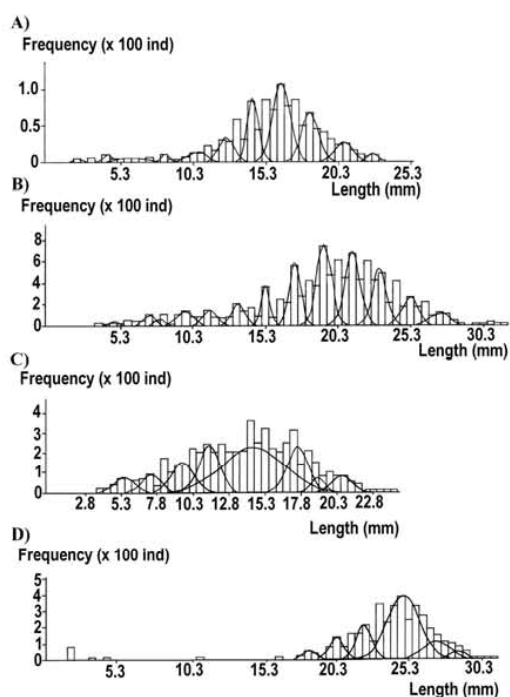 A)
Frequency (x 100 ind)
1.0
0.5
0
5.3 10.3 15.3 20.3 25.3
Length (mm)
B)
Frequency (x 100 ind)
8
6
4
2
0
5.3 10.3 15.3 20.3 25.3 30.3
Length (mm)
C)
Frequency (x 100 ind)
4
3
2
1
0
2.8 5.3 7.8 10.3 12.8 15.3 17.8 20.3 22.8
Length (mm)
D)
Frequency (x 100 ind)
5
4
3
2
1
0
5.3 10.3 15.3 20.3 25.3 30.3
Length (mm)